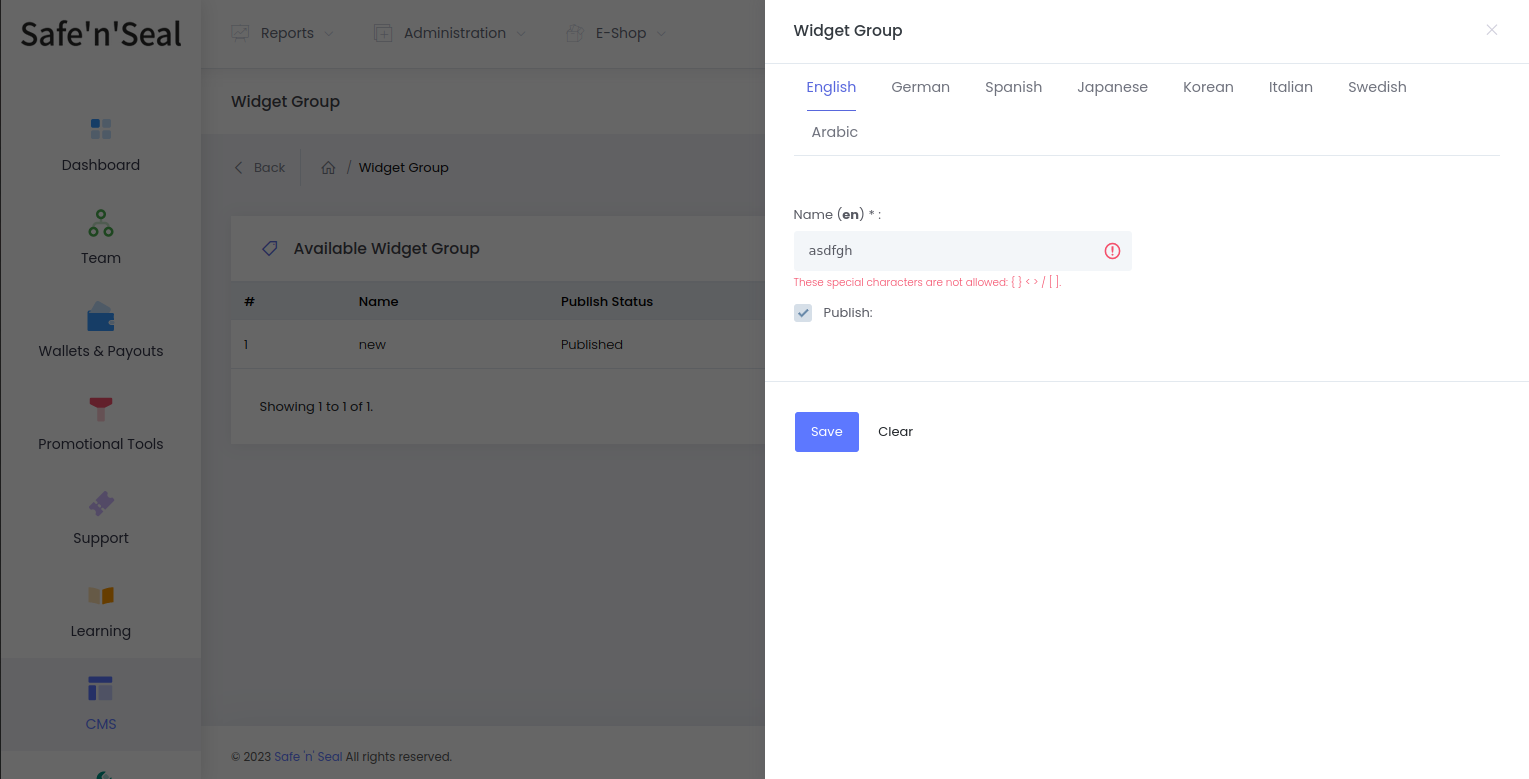 Safe'n'Seal
Reports
Administration
E-Shop
Dashboard
Team
Wallets & Payouts
Promotional Tools
Support
Learning
CMS
Widget Group
Back
/ Widget Group
Available Widget Group
# Name Publish Status
1 new Published
Showing 1 to 1 of 1.
© 2023 Safe 'n' Seal All rights reserved.
Widget Group
English German Spanish Japanese Korean Italian Swedish
Arabic
Name (en) * :
asdfgh
These special characters are not allowed: { } < > / [ ].
Publish:
Save Clear